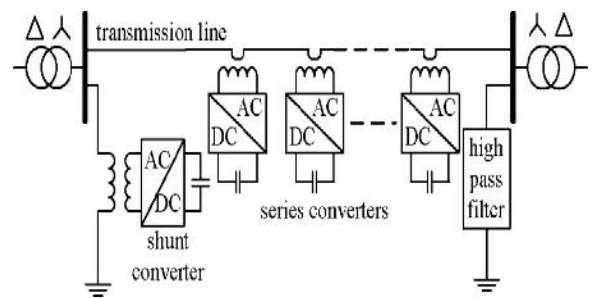 Δ Y
transmission line
Y Δ
AC
DC
AC
DC
AC
DC
AC
DC
shunt
converter
series converters
high
pass
filter